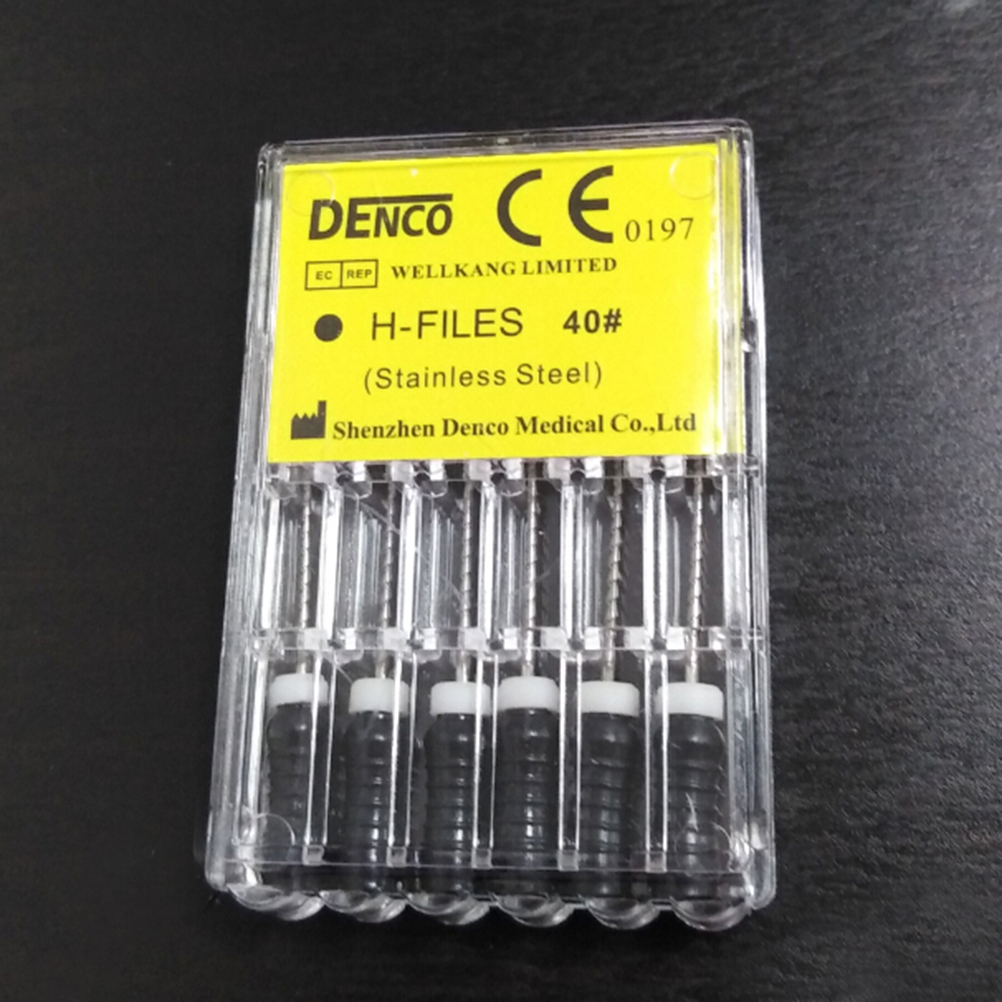 DENCO CE 0197
EC REP WELLKANG LIMITED
H-FILES 40#
(Stainless Steel)
Shenzhen Denco Medical Co.,Ltd